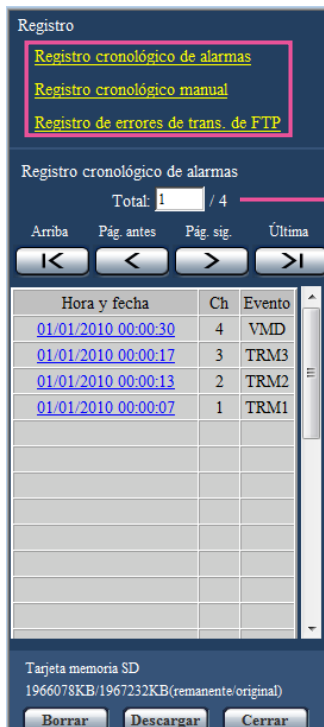 Registro
Registro cronológico de alarmas
Registro cronológico manual
Registro de errores de trans. de FTP
Registro cronológico de alarmas
Total: 1 / 4
Arriba Pág. antes Pág. sig. Última
Hora y fecha Ch Evento
01/01/2010 00:00:30 4 VMD
01/01/2010 00:00:17 3 TRM3
01/01/2010 00:00:13 2 TRM2
01/01/2010 00:00:07 1 TRM1
Tarjeta memoria SD
1966078KB/1967232KB(remanente/original)
Borrar Descargar Cerrar